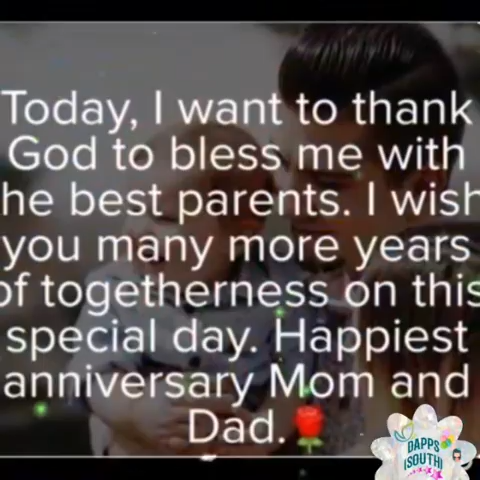 Today, I want to thank
God to bless me with
he best parents. I wish
you many more years
of togetherness on this
special day. Happiest
anniversary Mom and
Dad.🌹
DAPPS
(SOUTH)